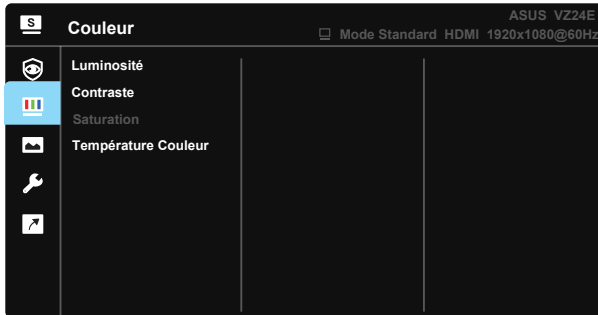 S
Couleur
ASUS VZ24E
Mode Standard HDMI 1920x1080@60Hz
Luminosité
Contraste
Saturation
Température Couleur